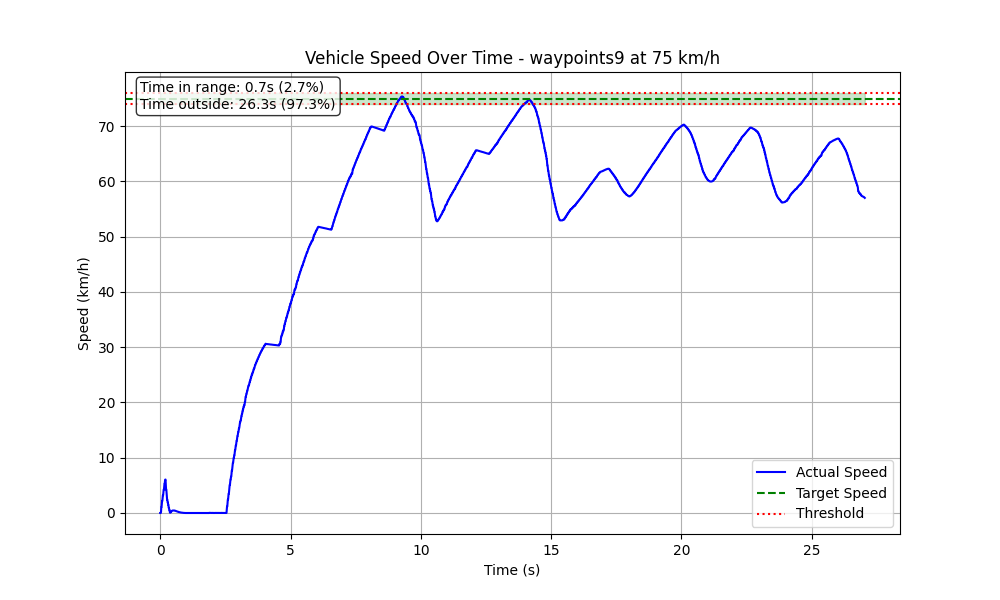 Vehicle Speed Over Time - waypoints9 at 75 km/h
Time in range: 0.7s (2.7%)
Time outside: 26.3s (97.3%)
70
60
50
40
30
20
10
0
Speed (km/h)
Actual Speed
Target Speed
Threshold
0 5 10 15 20 25
Time (s)